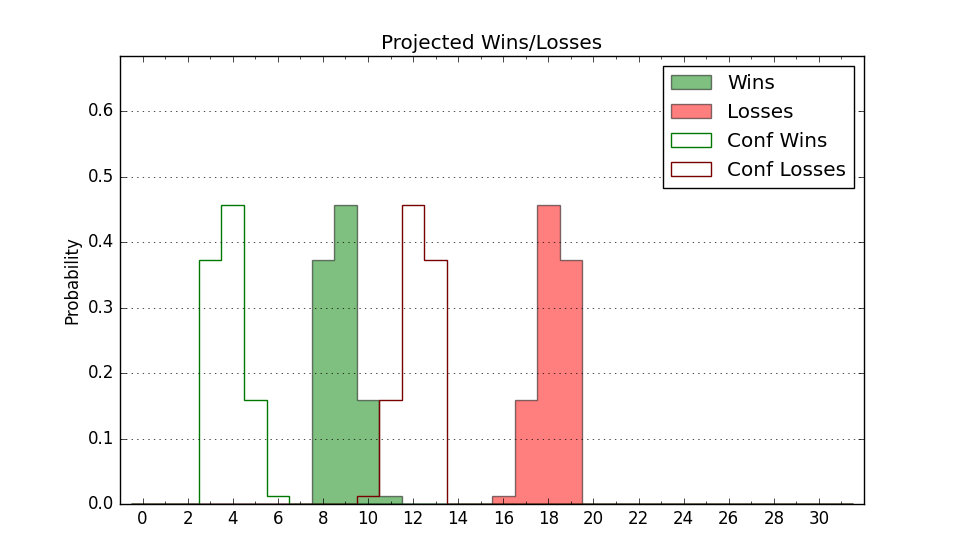 Projected Wins/Losses
Wins
Losses
Conf Wins
Conf Losses
Probability
0.6
0.5
0.4
0.3
0.2
0.1
0.0
0 2 4 6 8 10 12 14 16 18 20 22 24 26 28 30